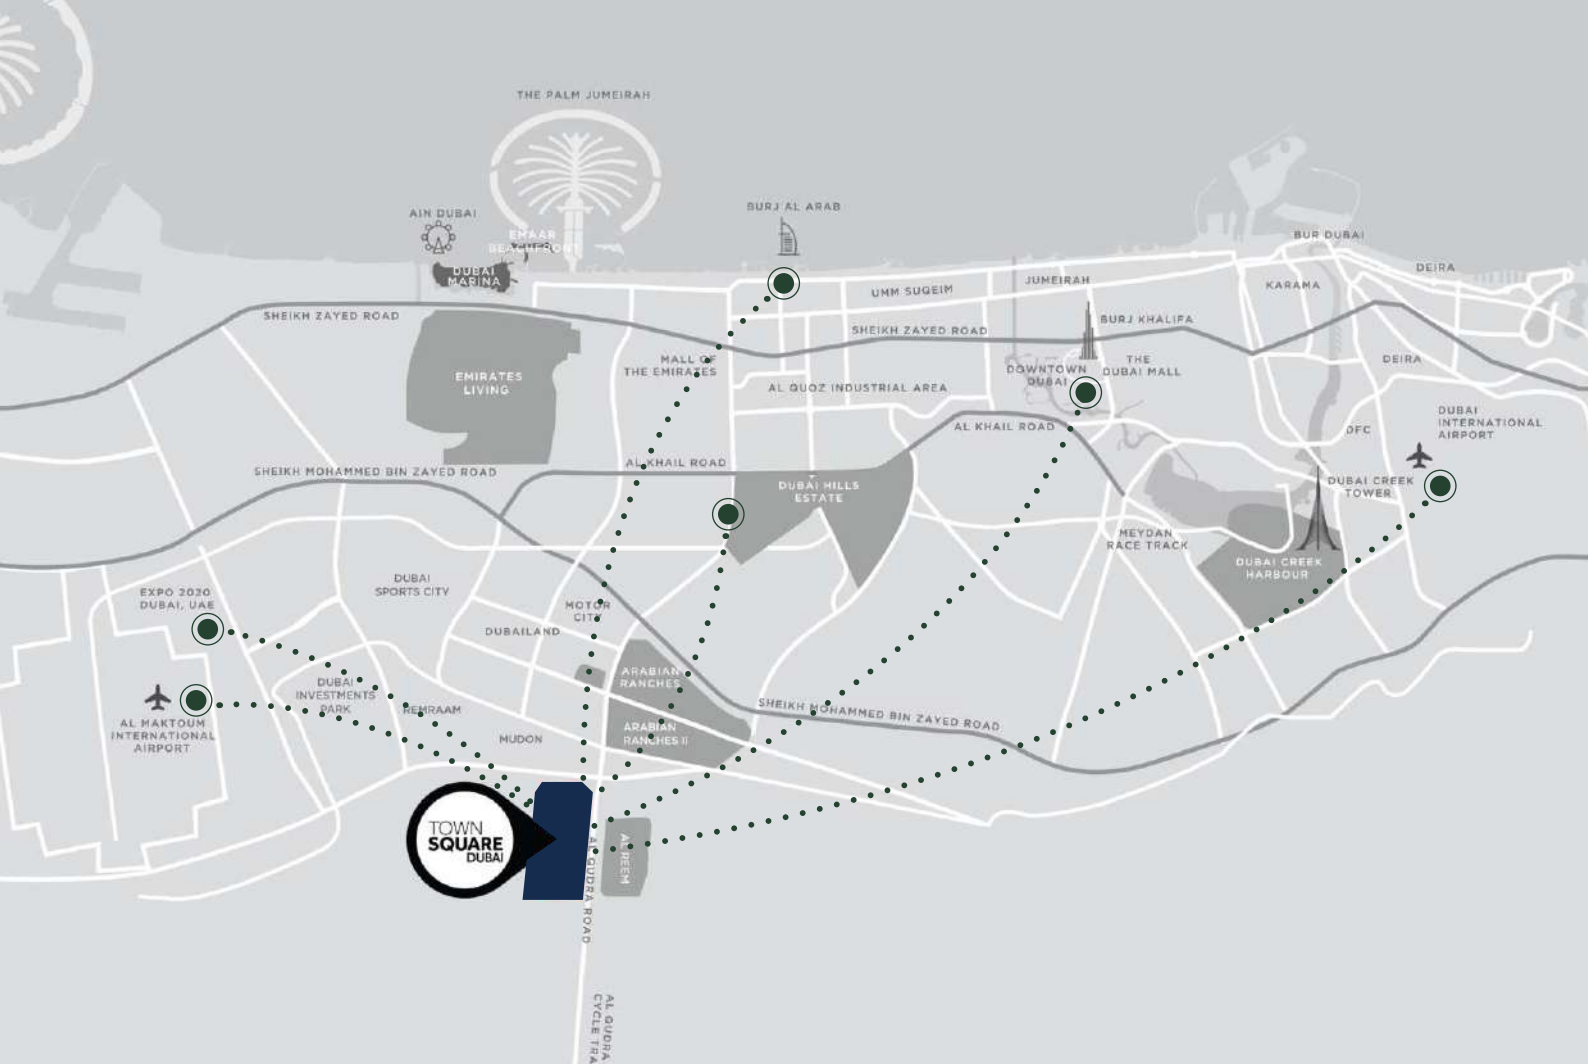 THE PALM JUMEIRAH
AIN DUBAI
EMAAR
BEACHFRONT
DUBAI
MARINA
BURJ AL ARAB
BUR DUBAI
DEIRA
KARAMA
JUMEIRAH
UMM SUQEIM
SHEIKH ZAYED ROAD
SHEIKH ZAYED ROAD
BURJ KHALIFA
MALL OF
THE EMIRATES
DOWNTOWN
DUBAI
THE
DUBAI MALL
DEIRA
EMIRATES
LIVING
AL QUOZ INDUSTRIAL AREA
DUBAI
INTERNATIONAL
AIRPORT
AL KHAIL ROAD
DFC
SHEIKH MOHAMMED BIN ZAYED ROAD
AL KHAIL ROAD
DUBAI HILLS
ESTATE
DUBAI CREEK
TOWER
MEYDAN
RACE TRACK
DUBAI CREEK
HARBOUR
EXPO 2020
DUBAI, UAE
DUBAI
SPORTS CITY
MOTOR
CITY
DUBAILAND
ARABIAN
RANCHES
DUBAI
INVESTMENTS
PARK
REMRAAM
SHEIKH MOHAMMED BIN ZAYED ROAD
AL MAKTOUM
INTERNATIONAL
AIRPORT
MUDON
ARABIAN
RANCHES II
TOWN
SQUARE
DUBAI
AL REEM
AL QUDRA ROAD
AL QUDRA
CYCLE TRA